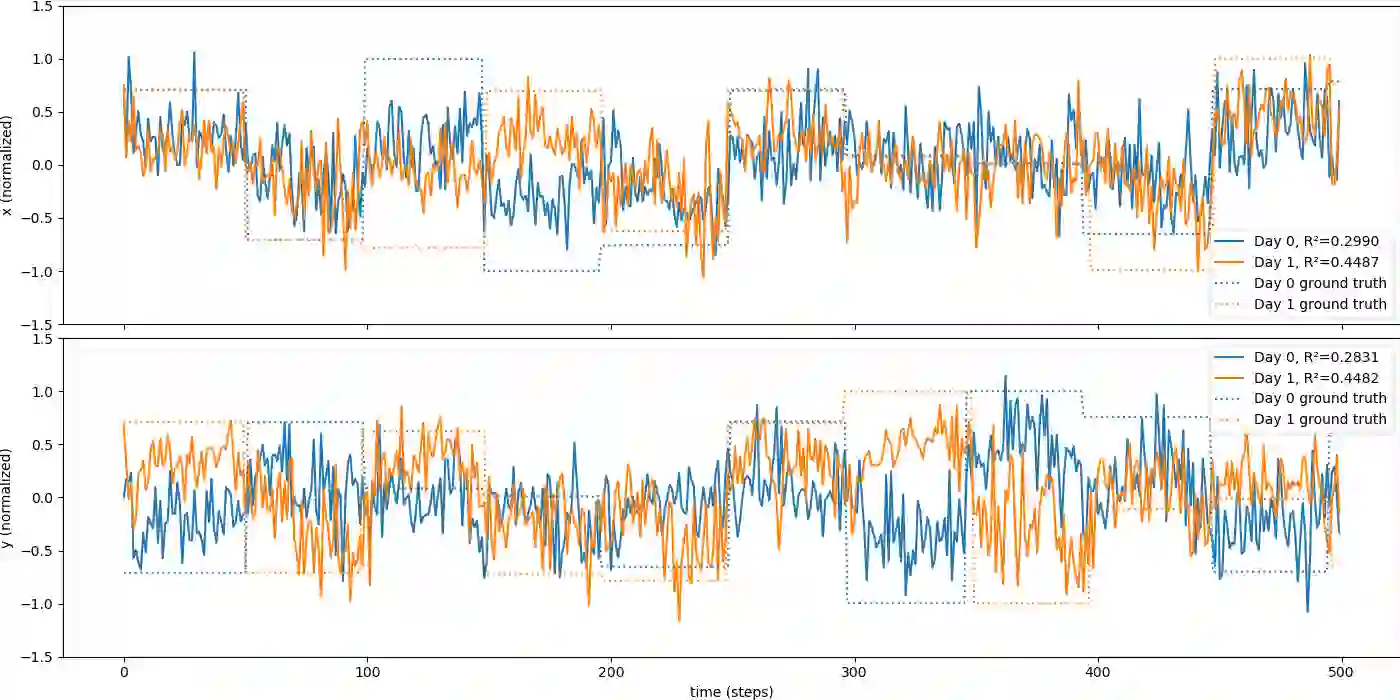 1.5
1.0
0.5
0.0
−0.5
−1.0
−1.5
x (normalized)
Day 0, R²=0.2990
Day 1, R²=0.4487
Day 0 ground truth
Day 1 ground truth
1.5
1.0
0.5
0.0
−0.5
−1.0
−1.5
y (normalized)
Day 0, R²=0.2831
Day 1, R²=0.4482
Day 0 ground truth
Day 1 ground truth
0 100 200 300 400 500
time (steps)